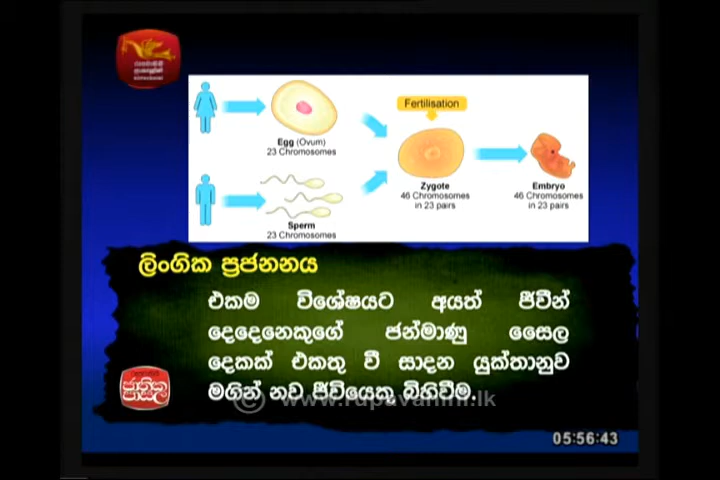 Fertilisation
Egg (Ovum)
23 Chromosomes
Zygote
46 Chromosomes
in 23 pairs
Embryo
46 Chromosomes
in 23 pairs
Sperm
23 Chromosomes
ලිංගික ප්‍රජනනය
එකම විශේෂයට අයත් ජීවීන්
දෙදෙනෙකුගේ ජන්මාණු සෛල
දෙකක් එකතු වී සාදන යුක්තානුව
මගින් නව ජීවියෙකු බිහිවීම.
ජාතික
පාසල
© www.rupavahini.lk
05:56:43